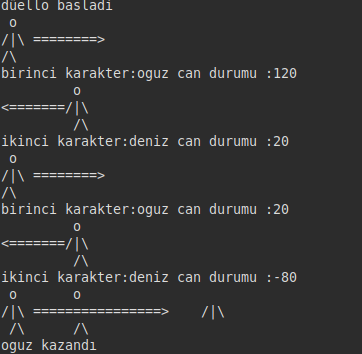 duello basladi
 o
/|\ ========>
/\
birinci karakter:oguz can durumu :120
         o
<=======/|\
         /\
ikinci karakter:deniz can durumu :20
 o
/|\ ========>
/\
birinci karakter:oguz can durumu :20
         o
<=======/|\
         /\
ikinci karakter:deniz can durumu :-80
 o       o
/|\ ================>    /|\
 /\      /\
oguz kazandı